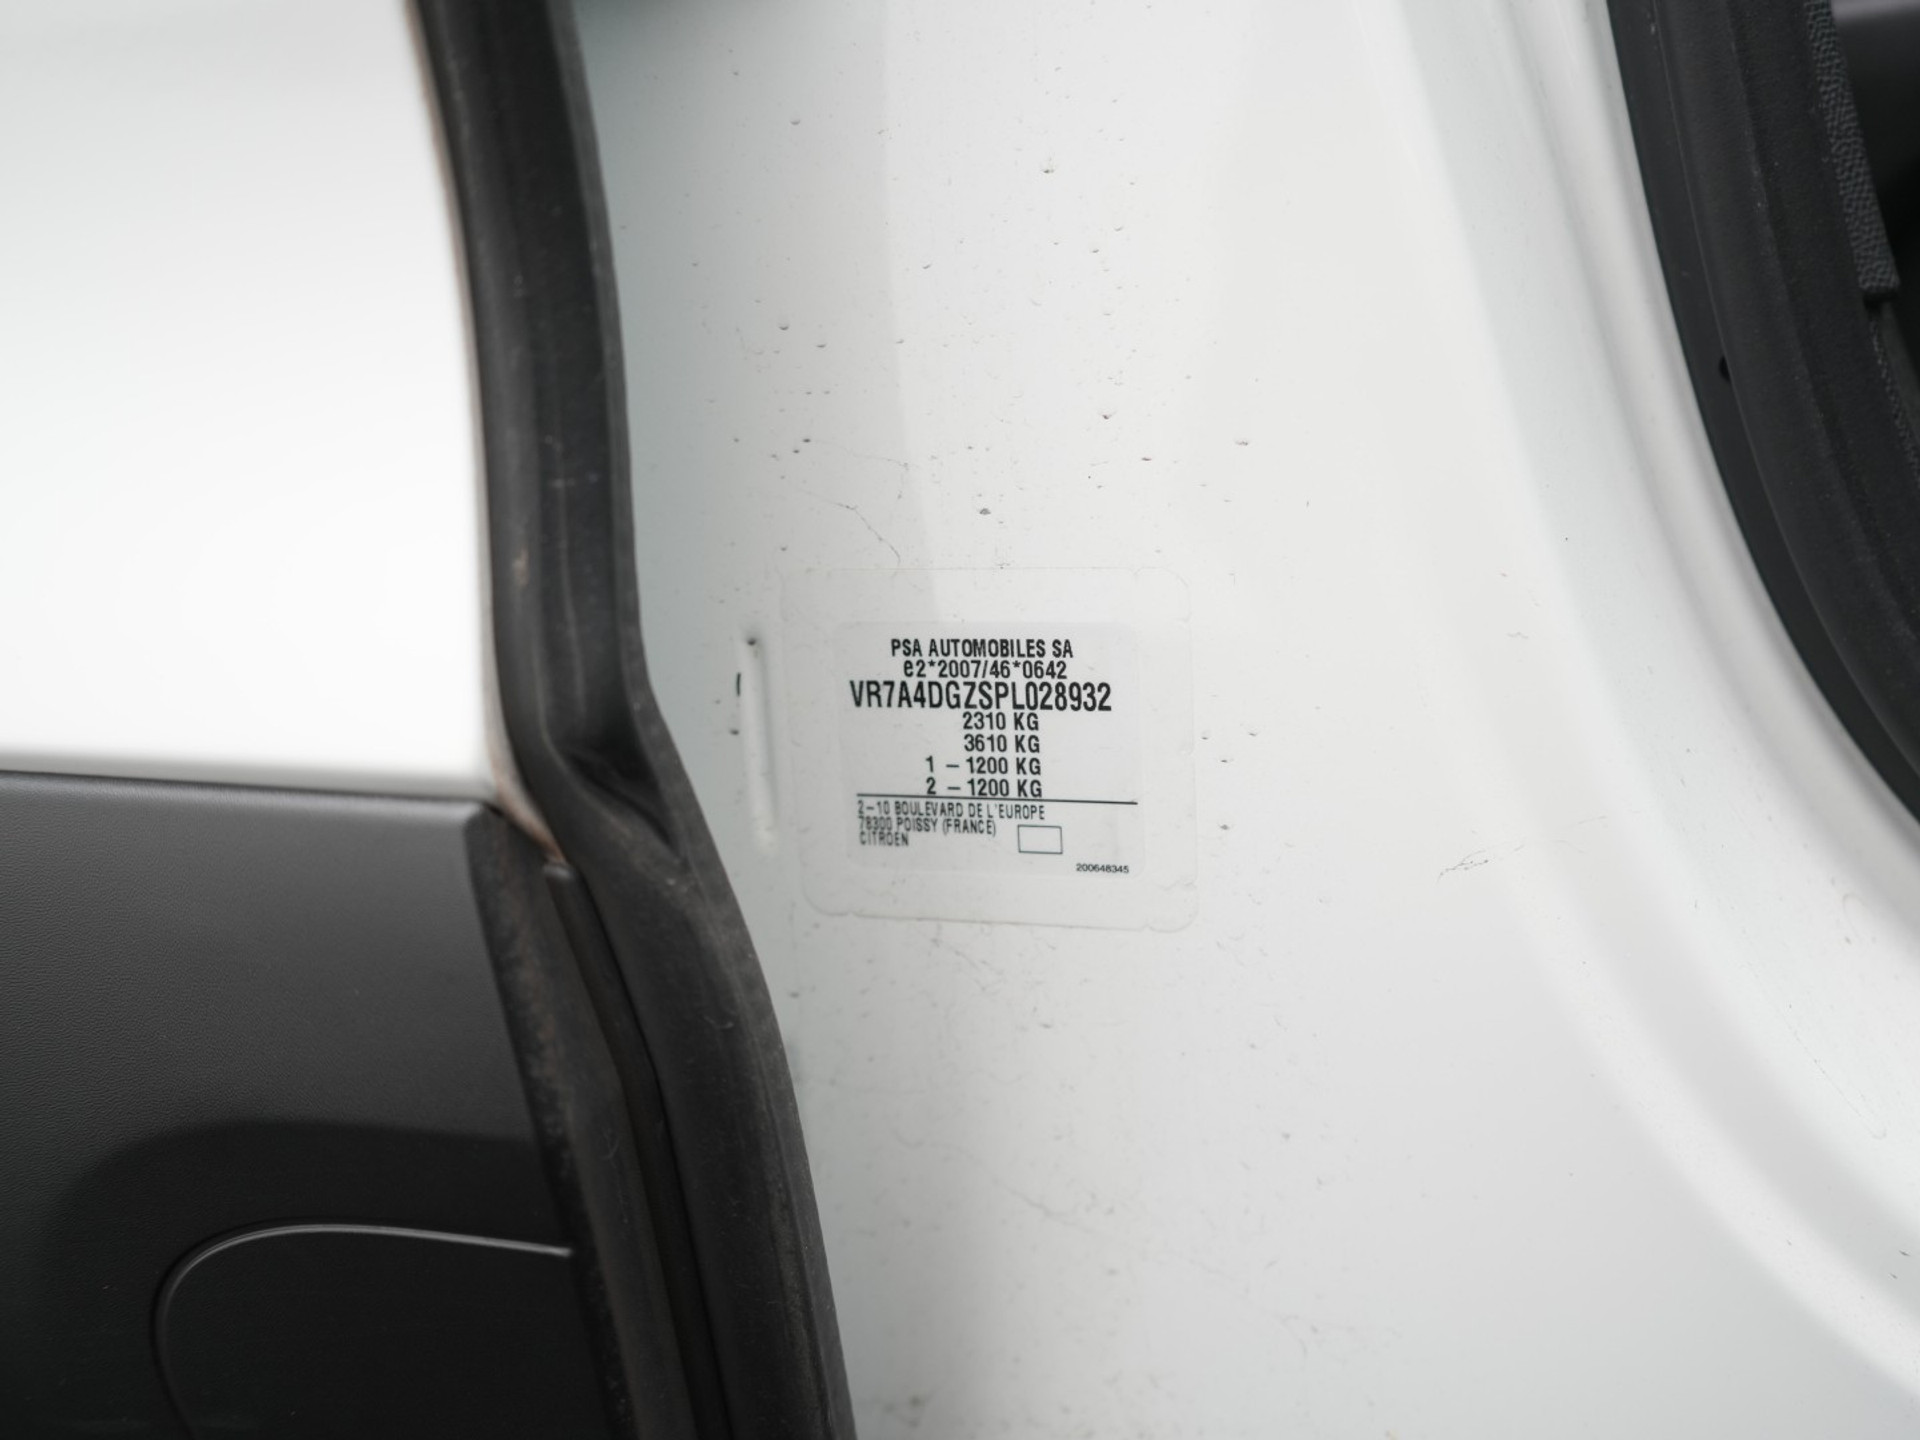 PSA AUTOMOBILES SA
e2*2007/46*0642
VR7A4DGZSPL028932
2310 KG
3610 KG
1 – 1200 KG
2 – 1200 KG
2–10 BOULEVARD DE L'EUROPE
78300 POISSY (FRANCE)
CITROEN
200648345